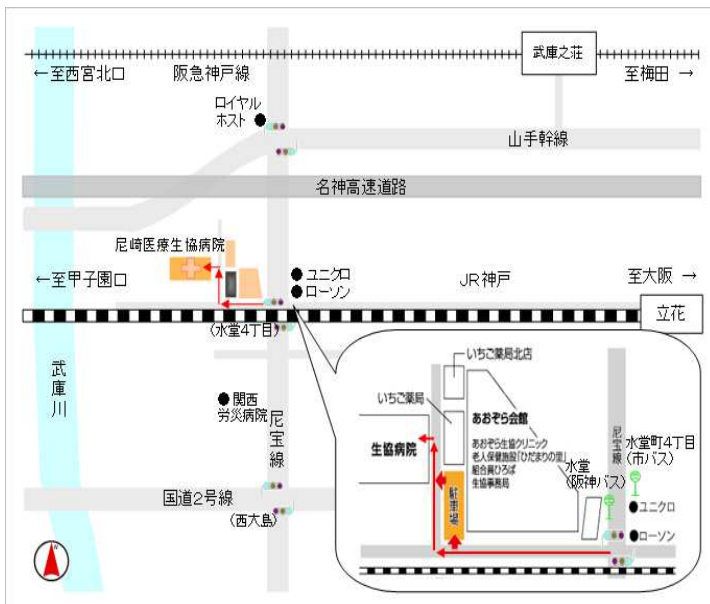 武庫之荘
←至西宮北口
阪急神戸線
至梅田 →
ロイヤル
ホスト
山手幹線
名神高速道路
尼崎医療生協病院
←至甲子園口
ユニクロ
ローソン
JR神戸
至大阪→
立花
(水堂4丁目)
武庫川
関西
労災病院
尼宝線
国道2号線
(西大島)
N
いちご薬局北店
いちご薬局
あおぞら会館
あおぞら生協クリニック
老人保健施設「ひだまりの里」
組合員ひろば
生協事務局
生協病院
駐車場
尼宝線
水堂町4丁目
(市バス)
水堂
(阪神バス)
ユニクロ
ローソン